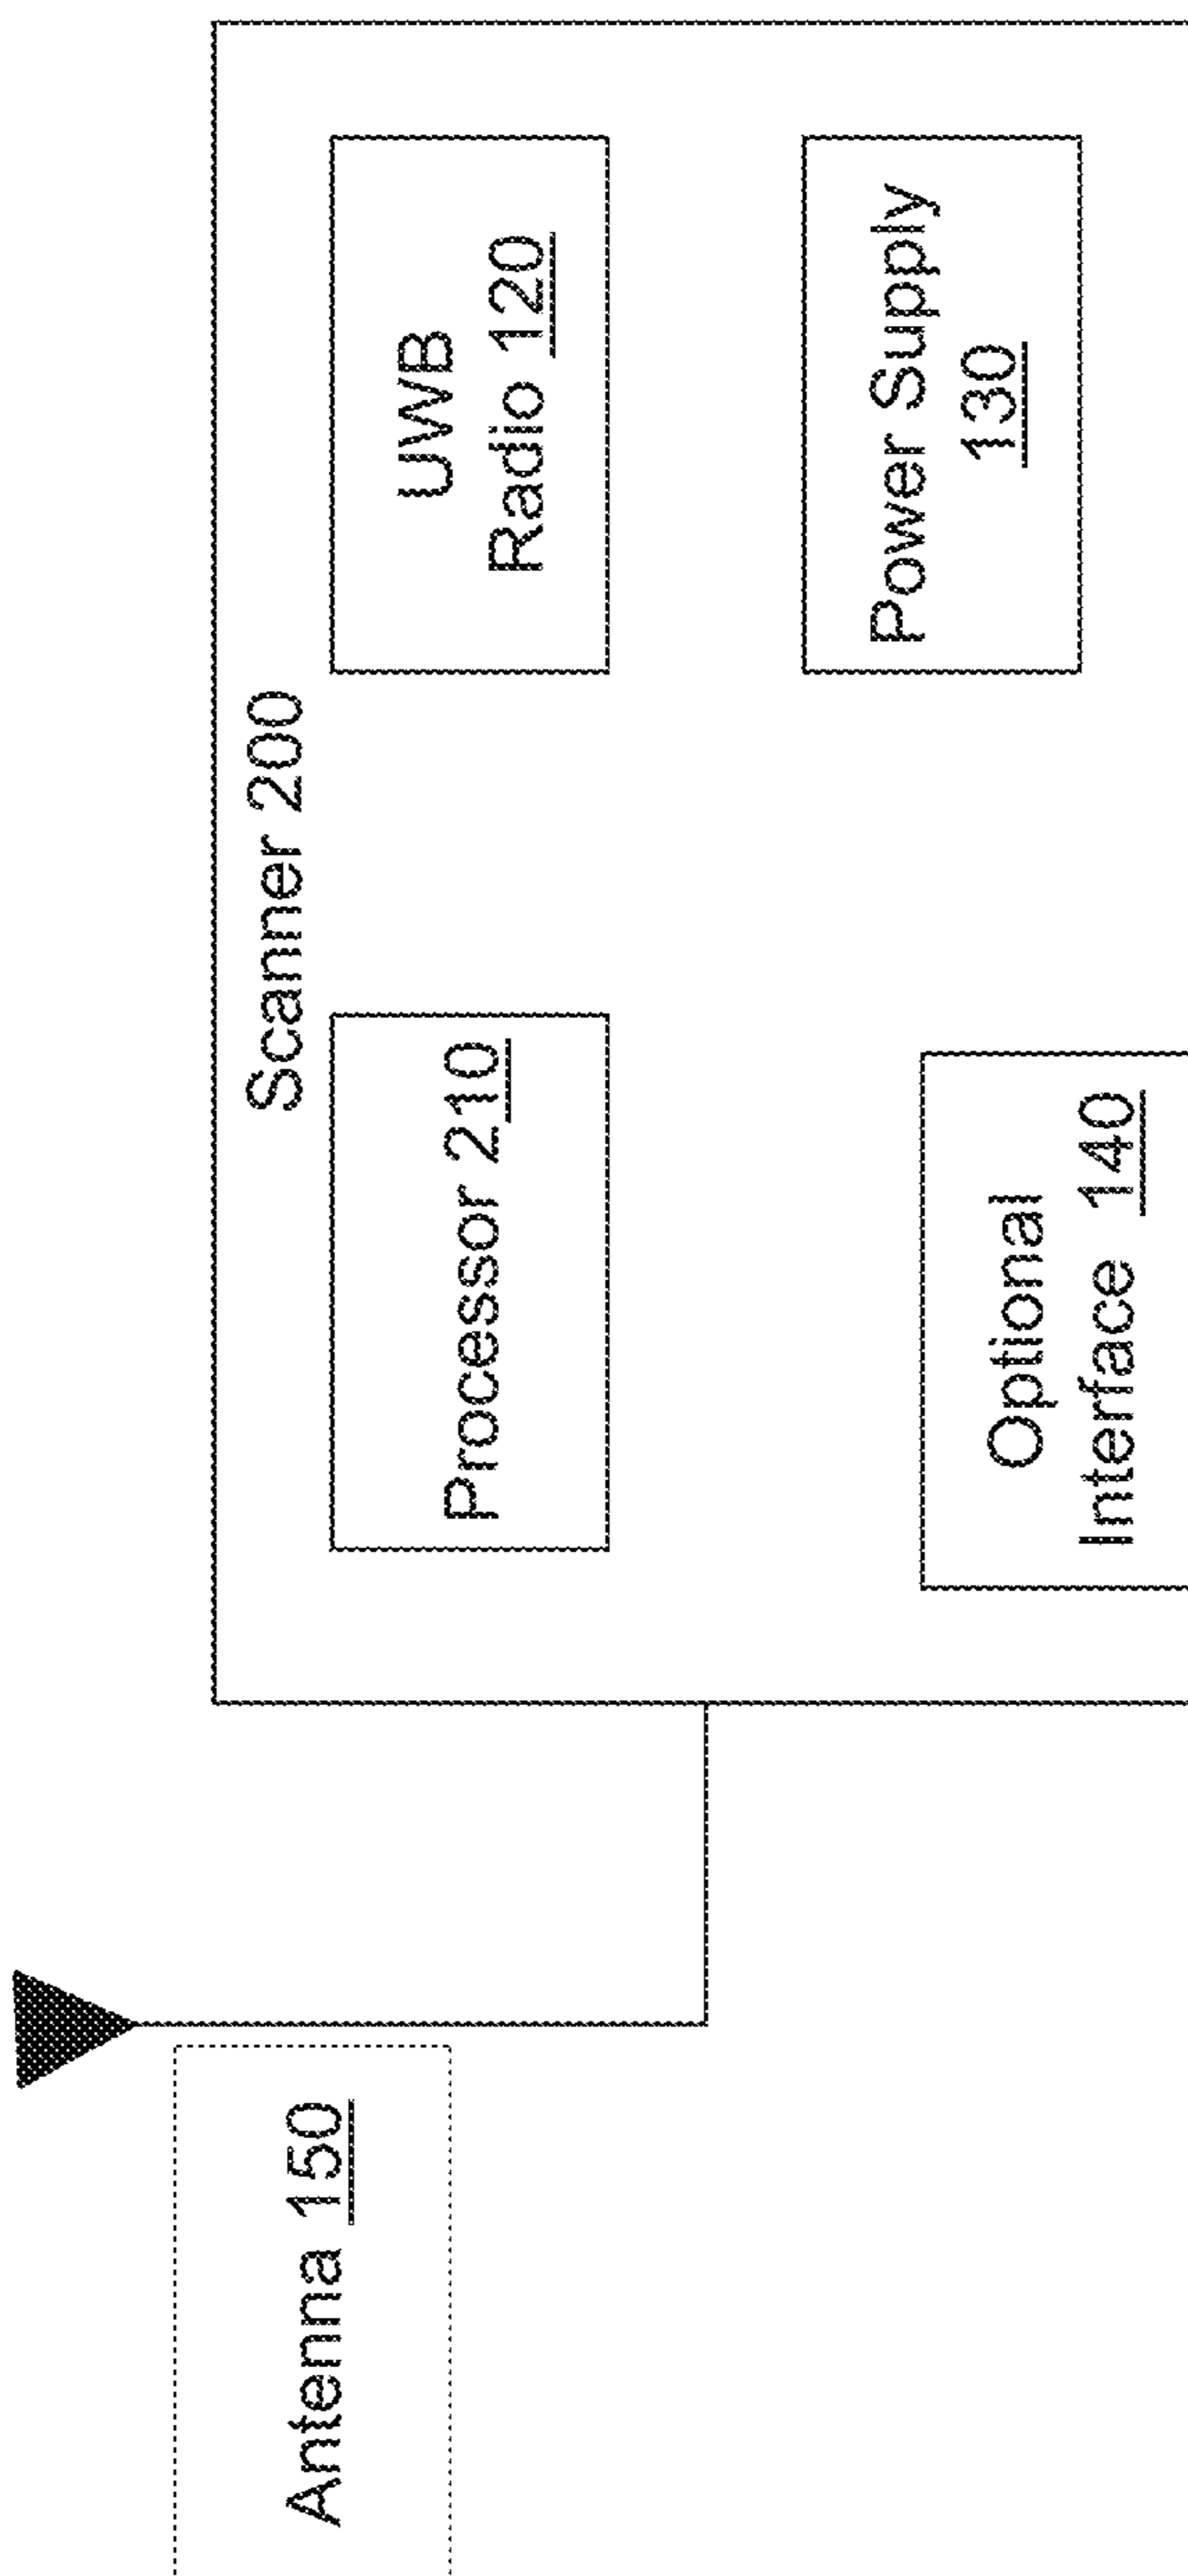 Scanner 200
Antenna 150
Processor 210
UWB
Radio 120
Optional
Interface 140
Power Supply
130